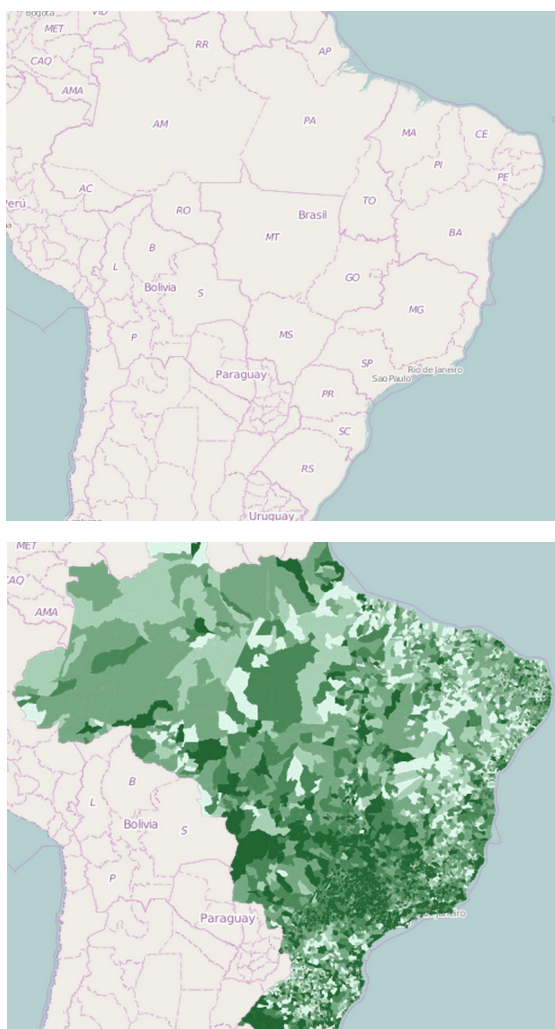 Bogotá
MET
RR
AP
CAQ
AMA
AM
PA
MA
CE
PI
PE
AC
Perú
RO
TO
Brasil
BA
MT
B
L
GO
Bolivia
S
MG
MS
P
SP
Rio de Janeiro
Paraguay
Sao Paulo
PR
SC
RS
Uruguay
MET
CAQ
AMA
B
L
Bolivia
S
P
Paraguay